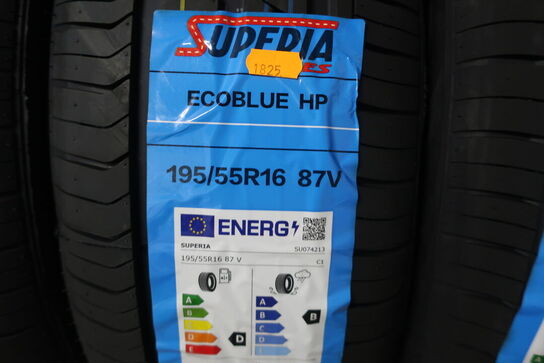 SUPERIA
1825
ECOBLUE HP
195/55R16 87V
ENERG
SUPERIA SU074213
195/55R16 87 V C1
A A
B B B
C C
D D D
E E